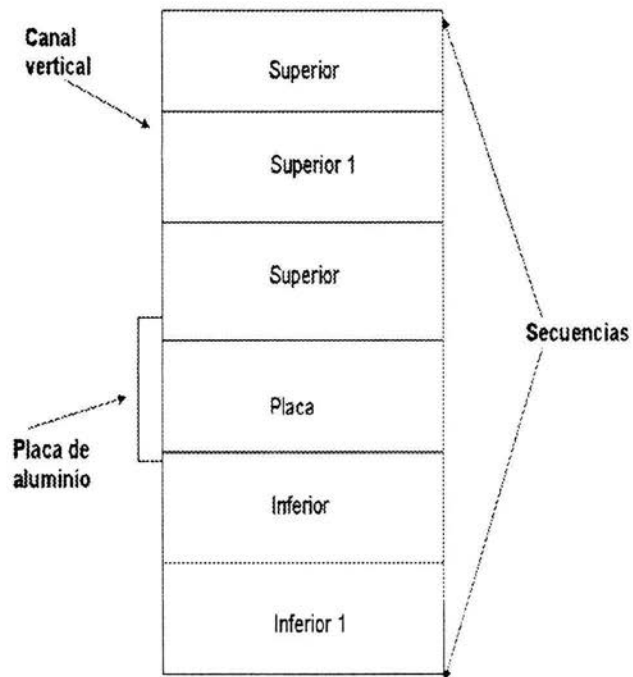 Canal
vertical
Superior
Superior 1
Superior
Secuencias
Placa
Placa de
aluminio
Inferior
Inferior 1